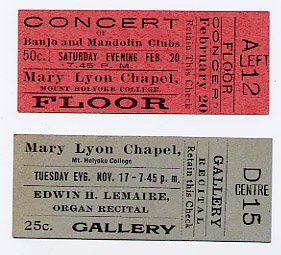 CONCERT
OF
Banjo and Mandolin Clubs
50c. SATURDAY EVENING FEB. 20
7.45 P. M.
Mary Lyon Chapel,
MOUNT HOLYOKE COLLEGE.
FLOOR
CONCERT
February 20
Retain This Check
FLOOR
A LEFT 12
Mary Lyon Chapel,
Mt. Holyoke College
TUESDAY EVG. NOV. 17-7.45 p. m.
EDWIN H. LEMAIRE,
ORGAN RECITAL
25c. GALLERY
Retain this Check
RECITAL
GALLERY
D CENTRE 15